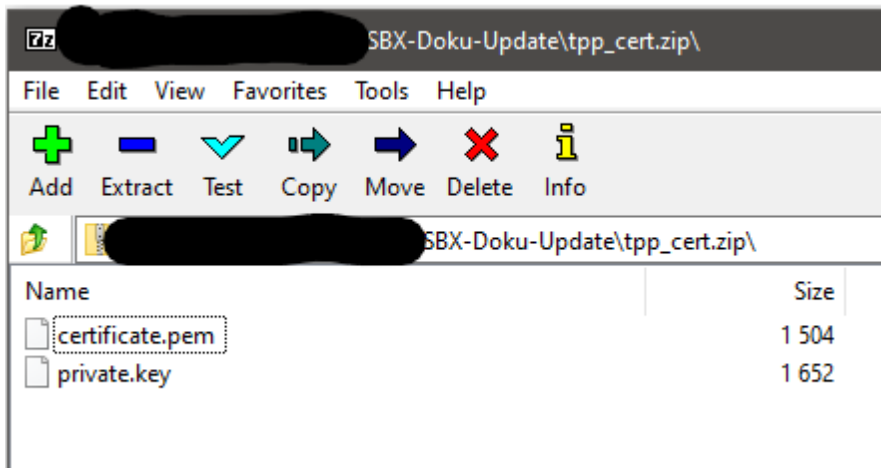 7z SBX-Doku-Update\tpp_cert.zip\
File Edit View Favorites Tools Help
Add Extract Test Copy Move Delete Info
SBX-Doku-Update\tpp_cert.zip\
Name Size
certificate.pem 1 504
private.key 1 652